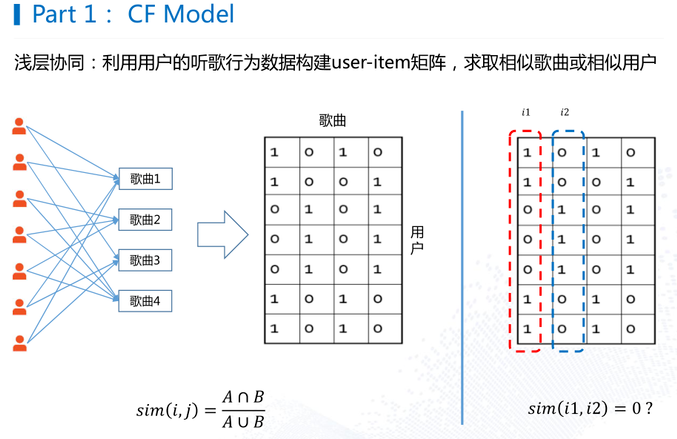 Part 1： CF Model
浅层协同：利用用户的听歌行为数据构建user-item矩阵，求取相似歌曲或相似用户
歌曲1
歌曲2
歌曲3
歌曲4
歌曲
1 0 1 0
1 0 0 1
0 1 0 1
0 1 0 1
0 1 0 1
1 0 1 0
1 0 1 0
用户
i1 i2
1 0 1 0
1 0 0 1
0 1 0 1
0 1 0 1
0 1 0 1
1 0 1 0
1 0 1 0
sim(i,j) = A ∩ B / A ∪ B
sim(i1,i2) = 0 ?